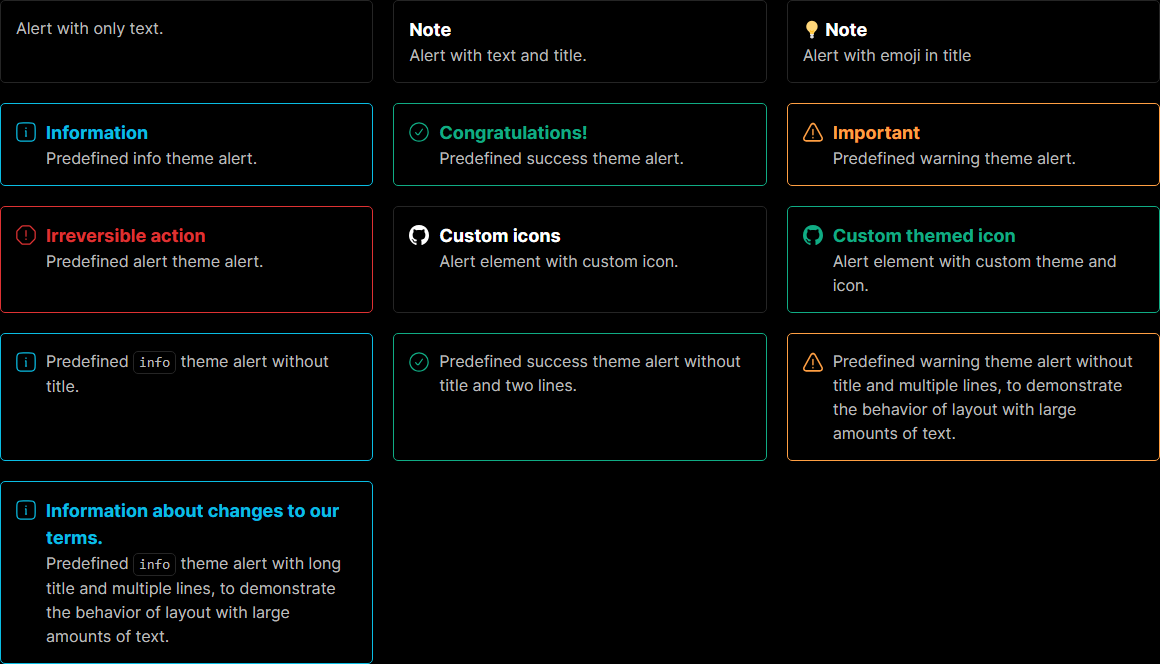 Alert with only text.
Note
Alert with text and title.
💡 Note
Alert with emoji in title
Information
Predefined info theme alert.
Congratulations!
Predefined success theme alert.
Important
Predefined warning theme alert.
Irreversible action
Predefined alert theme alert.
Custom icons
Alert element with custom icon.
Custom themed icon
Alert element with custom theme and
icon.
Predefined info theme alert without
title.
Predefined success theme alert without
title and two lines.
Predefined warning theme alert without
title and multiple lines, to demonstrate
the behavior of layout with large
amounts of text.
Information about changes to our
terms.
Predefined info theme alert with long
title and multiple lines, to demonstrate
the behavior of layout with large
amounts of text.